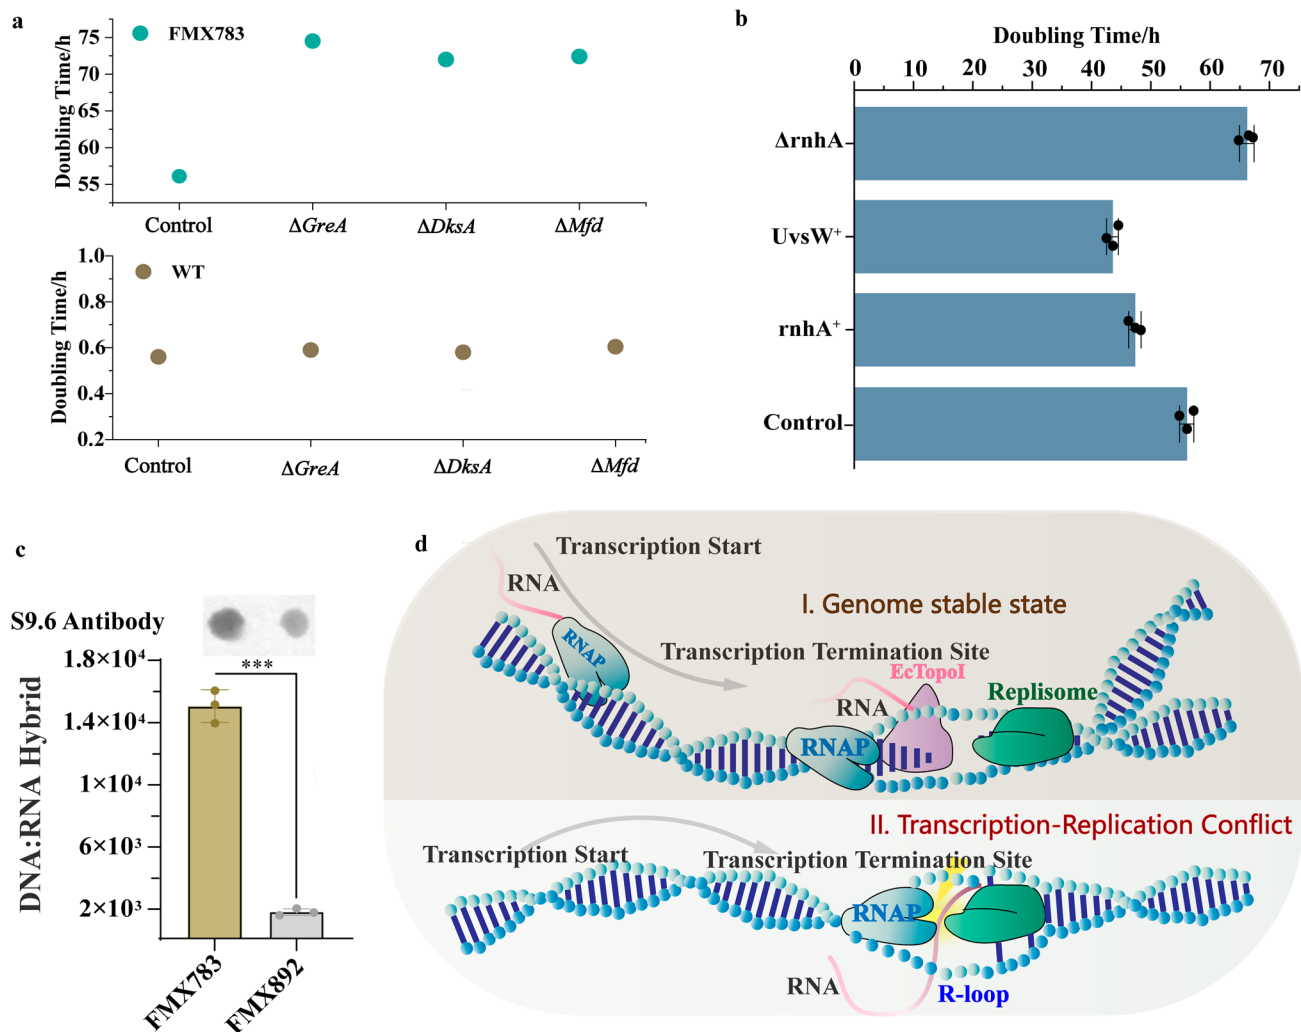 a
FMX783
Doubling Time/h
75
70
65
60
55
Control
ΔGreA
ΔDksA
ΔMfd
WT
Doubling Time/h
1.0
0.8
0.6
0.4
0.2
Control
ΔGreA
ΔDksA
ΔMfd
b
Doubling Time/h
0 10 20 30 40 50 60 70
ΔrnhA
UvsW⁺
rnhA⁺
Control
c
S9.6 Antibody
***
DNA:RNA Hybrid
1.8×10⁴
1.4×10⁴
1×10⁴
6×10³
2×10³
FMX783
FMX892
d
Transcription Start
RNA
I. Genome stable state
RNAP
Transcription Termination Site
EcTopoI
RNA
Replisome
RNAP
II. Transcription-Replication Conflict
Transcription Start
Transcription Termination Site
RNAP
RNA
R-loop